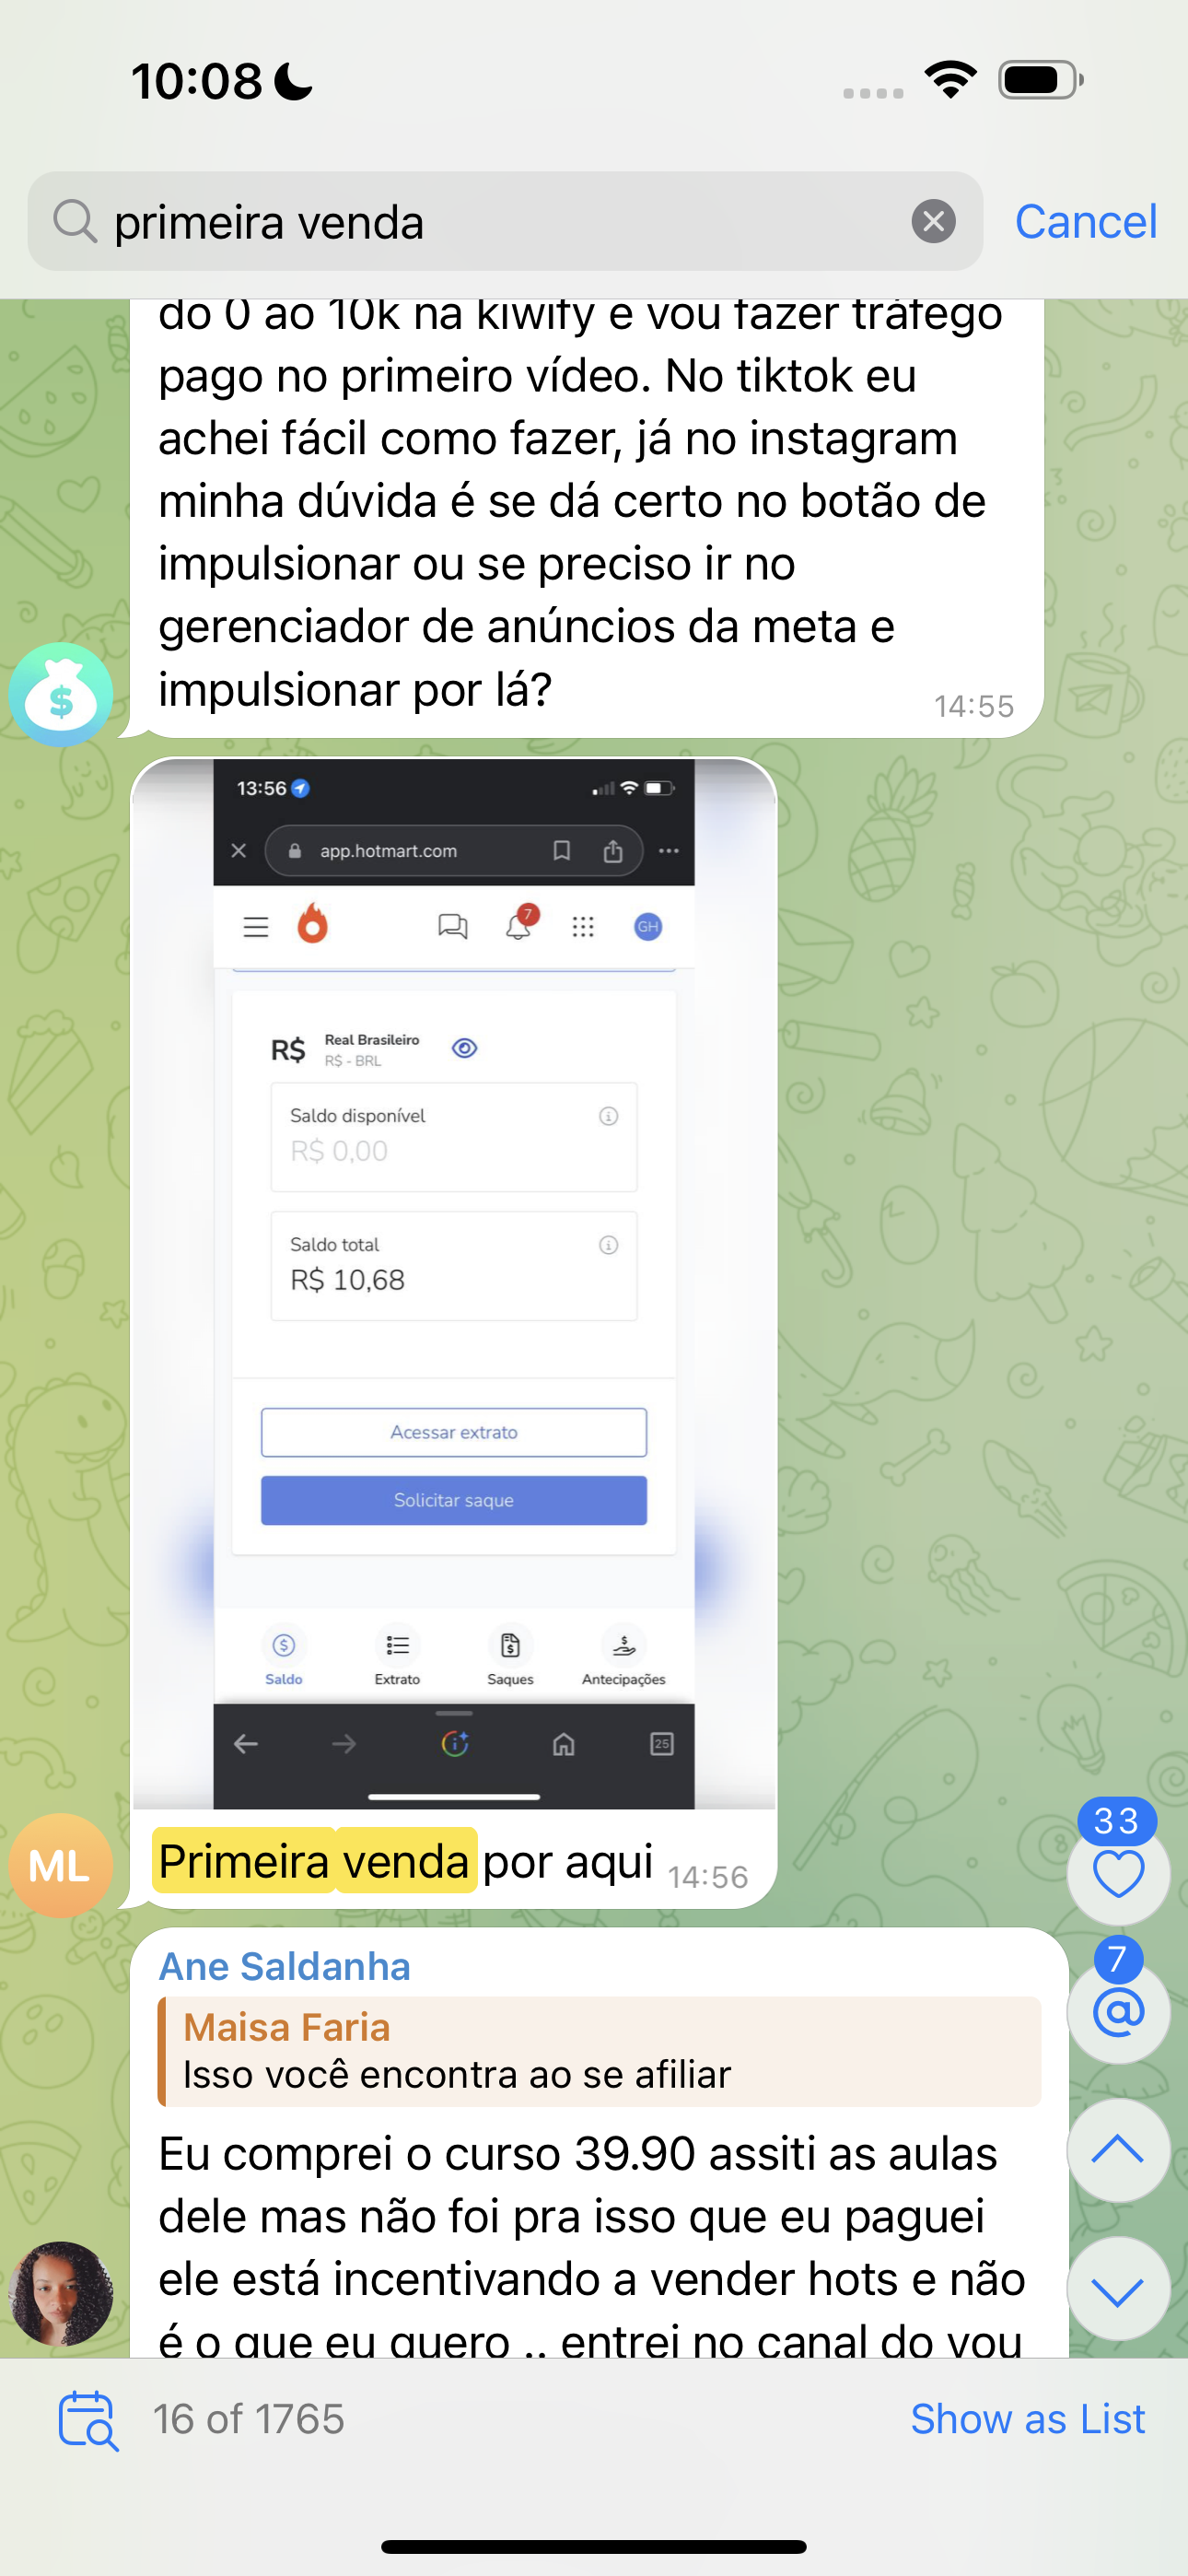 10:08
primeira venda
Cancel
do 0 ao 10k na kiwify e vou fazer tráfego
pago no primeiro vídeo. No tiktok eu
achei fácil como fazer, já no instagram
minha dúvida é se dá certo no botão de
impulsionar ou se preciso ir no
gerenciador de anúncios da meta e
impulsionar por lá?
14:55
$
13:56
app.hotmart.com
7
GH
R$
Real Brasileiro
R$ - BRL
Saldo disponível
R$ 0,00
Saldo total
R$ 10,68
Acessar extrato
Solicitar saque
Saldo
Extrato
Saques
Antecipações
25
ML
Primeira venda por aqui
14:56
33
7
@
Ane Saldanha
Maisa Faria
Isso você encontra ao se afiliar
Eu comprei o curso 39.90 assiti as aulas
dele mas não foi pra isso que eu paguei
ele está incentivando a vender hots e não
é o que eu quero .. entrei no canal do vou
16 of 1765
Show as List